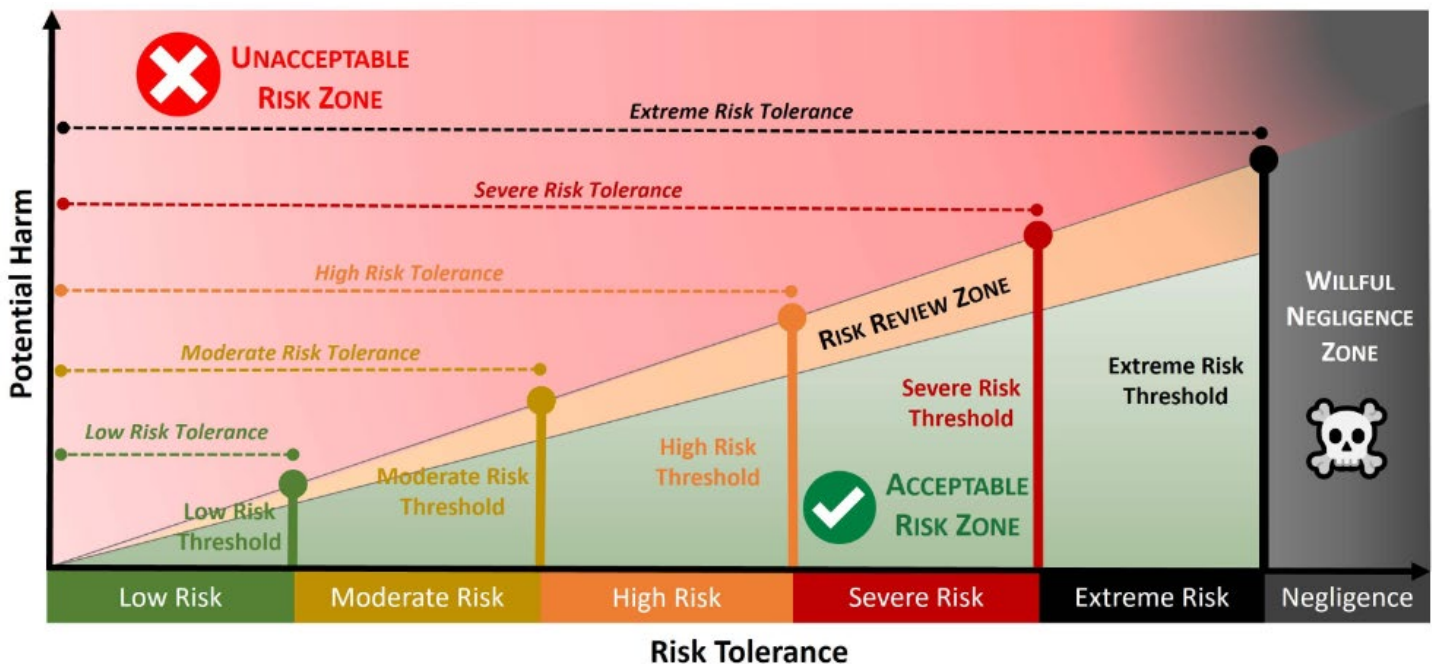 UNACCEPTABLE
RISK ZONE
Extreme Risk Tolerance
Severe Risk Tolerance
High Risk Tolerance
Moderate Risk Tolerance
Low Risk Tolerance
Potential Harm
RISK REVIEW ZONE
WILLFUL
NEGLIGENCE
ZONE
Low Risk
Threshold
Moderate Risk
Threshold
High Risk
Threshold
Severe Risk
Threshold
Extreme Risk
Threshold
ACCEPTABLE
RISK ZONE
Low Risk
Moderate Risk
High Risk
Severe Risk
Extreme Risk
Negligence
Risk Tolerance